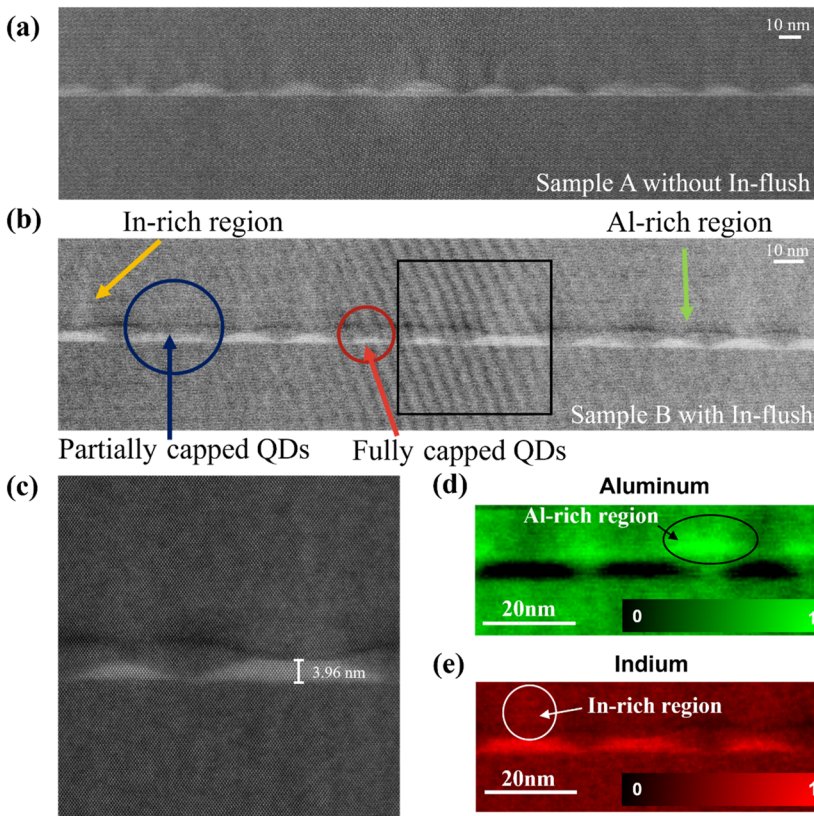 (a)
10 nm
Sample A without In-flush
(b)
In-rich region
Al-rich region
10 nm
Sample B with In-flush
Partially capped QDs
Fully capped QDs
(c)
3.96 nm
(d)
Aluminum
Al-rich region
20nm
0
1
(e)
Indium
In-rich region
20nm
0
1